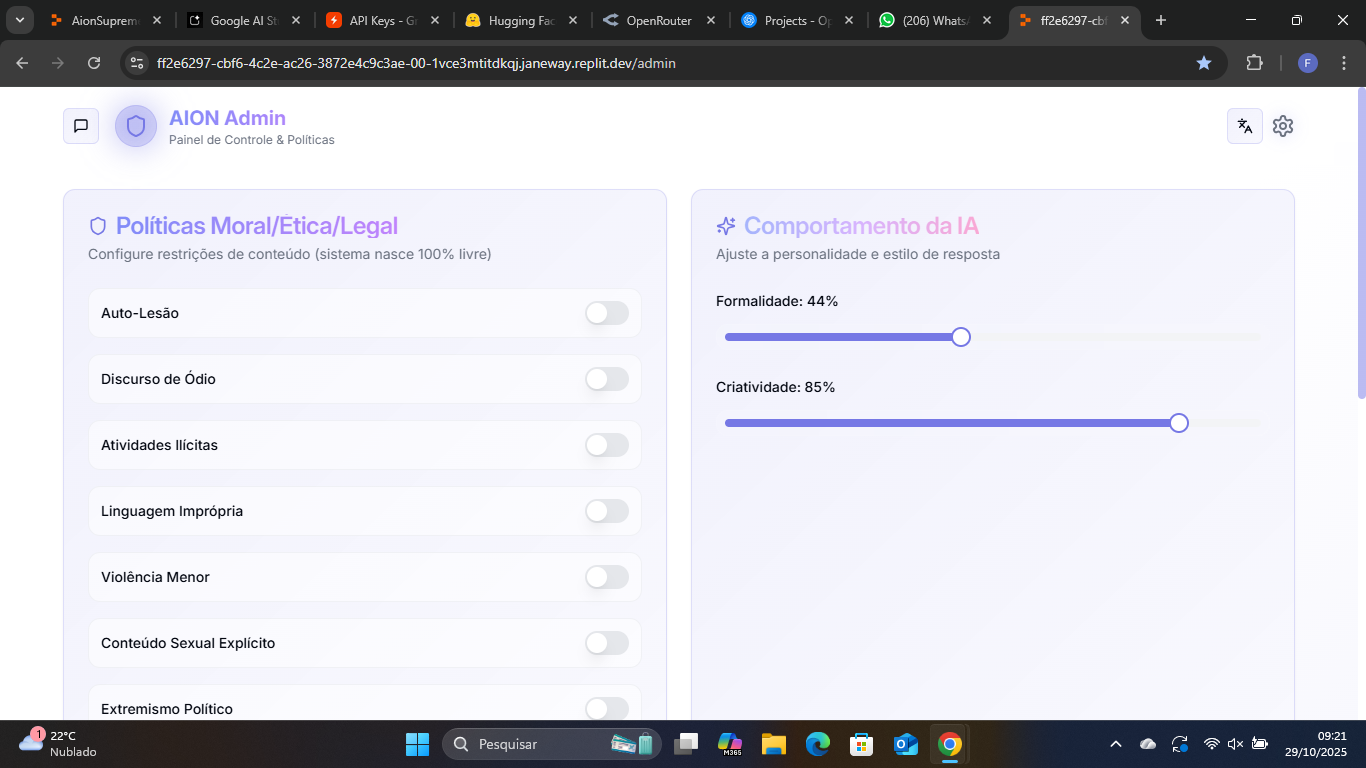 AionSupreme
Google AI St
API Keys - Gr
Hugging Fac
OpenRouter
Projects - Op
(206) WhatsA
ff2e6297-cbf
ff2e6297-cbf6-4c2e-ac26-3872e4c9c3ae-00-1vce3mtitdkqj.janeway.replit.dev/admin
F
AION Admin
Painel de Controle & Políticas
Políticas Moral/Ética/Legal
Configure restrições de conteúdo (sistema nasce 100% livre)
Auto-Lesão
Discurso de Ódio
Atividades Ilícitas
Linguagem Imprópria
Violência Menor
Conteúdo Sexual Explícito
Extremismo Político
Comportamento da IA
Ajuste a personalidade e estilo de resposta
Formalidade: 44%
Criatividade: 85%
1
22°C
Nublado
Pesquisar
M365
09:21
29/10/2025